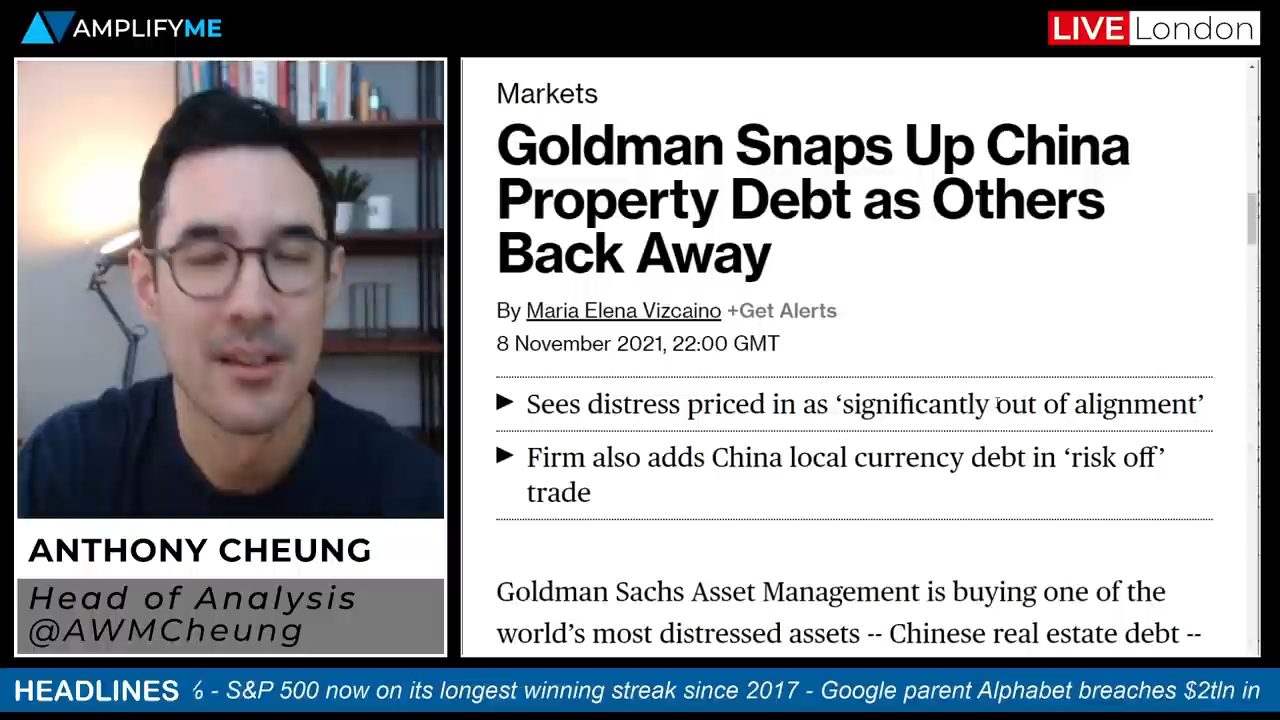 AMPLIFYME
LIVE London
Markets
Goldman Snaps Up China
Property Debt as Others
Back Away
By Maria Elena Vizcaino +Get Alerts
8 November 2021, 22:00 GMT
Sees distress priced in as ‘significantly out of alignment’
Firm also adds China local currency debt in ‘risk off’
trade
Goldman Sachs Asset Management is buying one of the
world’s most distressed assets -- Chinese real estate debt --
ANTHONY CHEUNG
Head of Analysis
@AWMCheung
HEADLINES % - S&P 500 now on its longest winning streak since 2017 - Google parent Alphabet breaches $2tln in